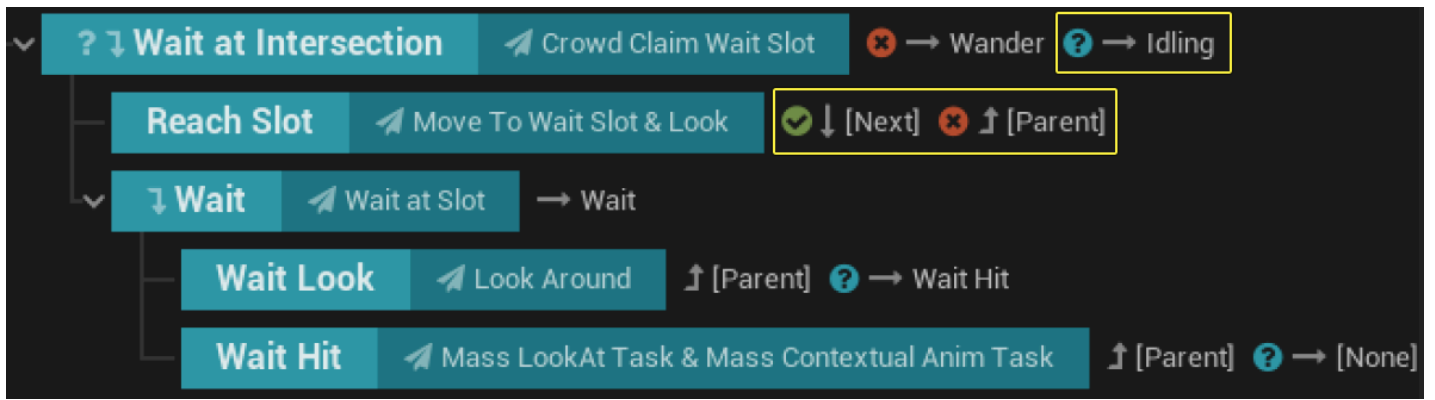 ? Wait at Intersection Crowd Claim Wait Slot → Wander ? → Idling
Reach Slot Move To Wait Slot & Look ↓ [Next] [Parent]
Wait Wait at Slot → Wait
Wait Look Look Around [Parent] ? → Wait Hit
Wait Hit Mass LookAt Task & Mass Contextual Anim Task [Parent] ? → [None]